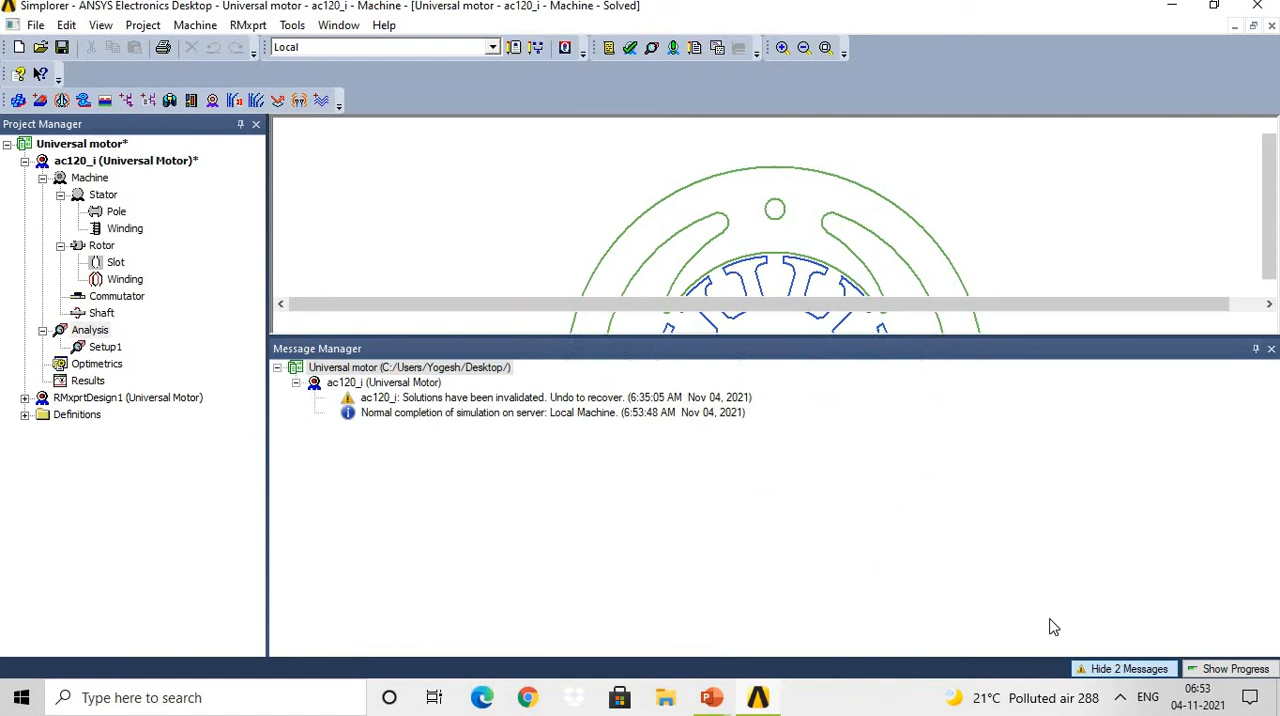 Simplorer - ANSYS Electronics Desktop - Universal motor - ac120_i - Machine - [Universal motor - ac120_i - Machine - Solved]
File Edit View Project Machine RMxprt Tools Window Help
Local
Project Manager
Universal motor*
ac120_i (Universal Motor)*
Machine
Stator
Pole
Winding
Rotor
Slot
Winding
Commutator
Shaft
Analysis
Setup1
Optimetrics
Results
RMxprtDesign1 (Universal Motor)
Definitions
Message Manager
Universal motor (C:/Users/Yogesh/Desktop/)
ac120_i (Universal Motor)
ac120_i: Solutions have been invalidated. Undo to recover. (6:35:05 AM Nov 04, 2021)
Normal completion of simulation on server: Local Machine. (6:53:48 AM Nov 04, 2021)
Hide 2 Messages
Show Progress
Type here to search
21°C Polluted air 288
ENG
06:53
04-11-2021